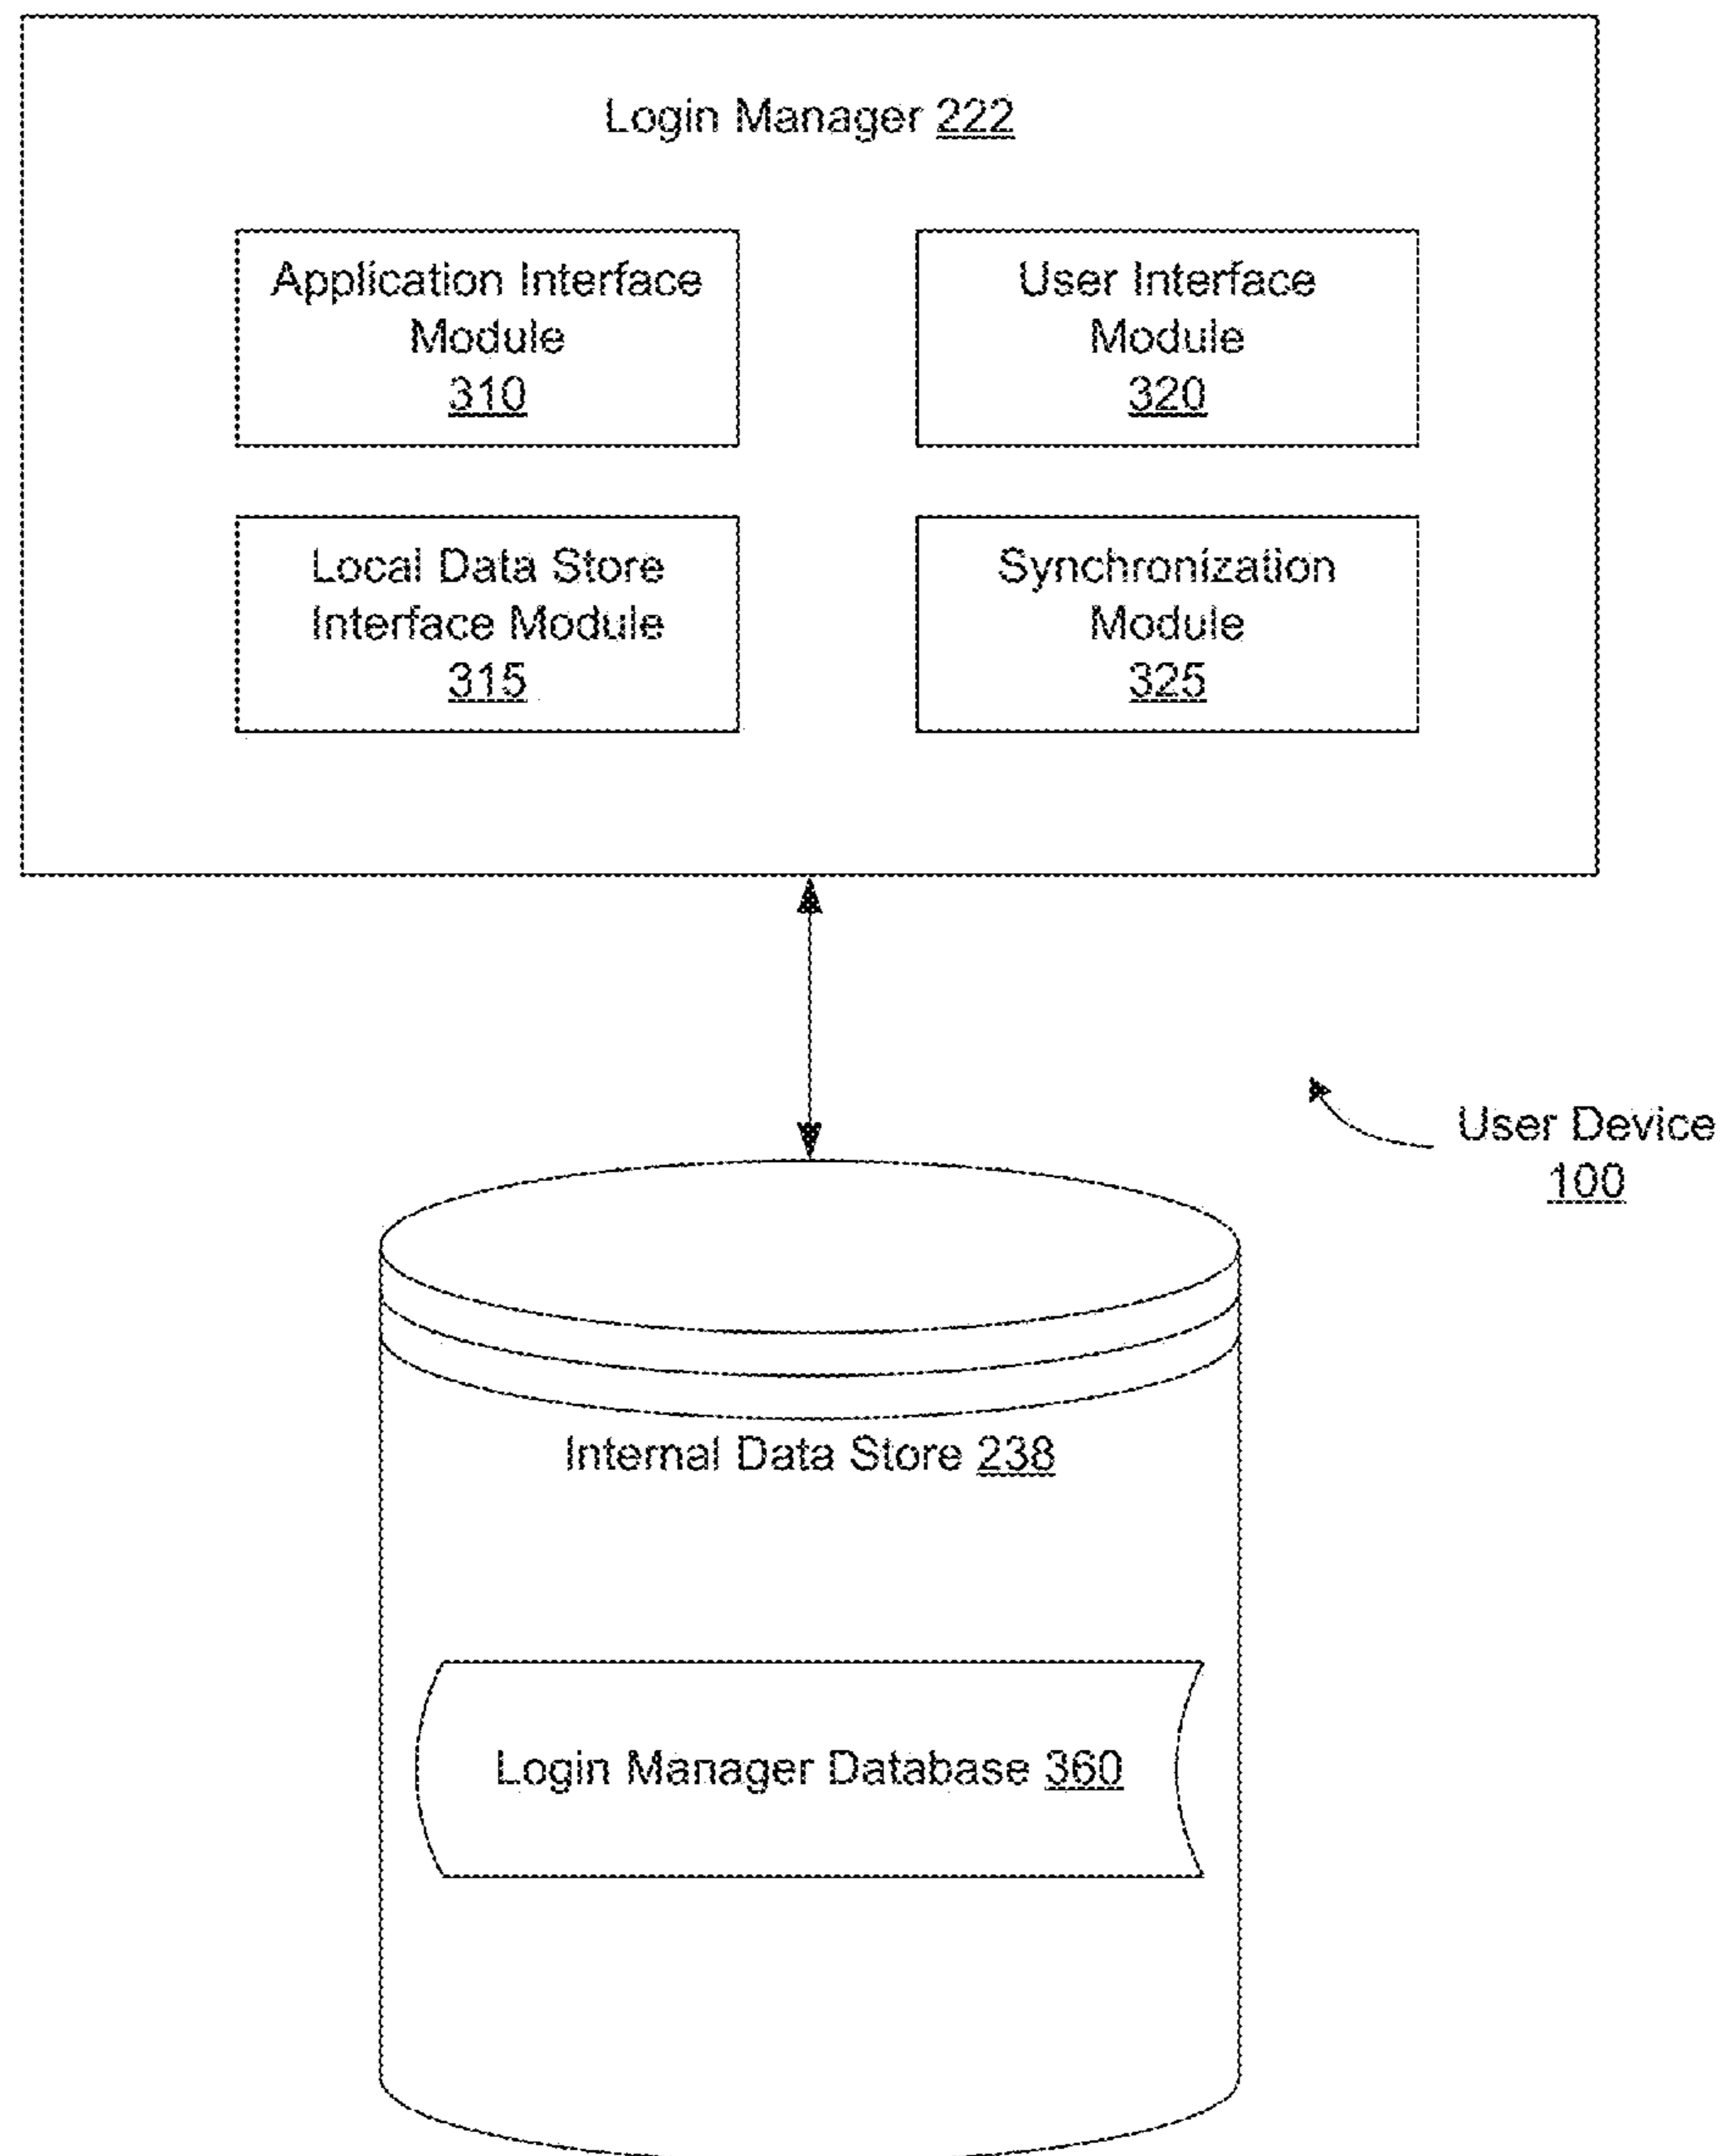 Login Manager 222
Application Interface
Module
310
User Interface
Module
320
Local Data Store
Interface Module
315
Synchronization
Module
325
User Device
100
Internal Data Store 238
Login Manager Database 360